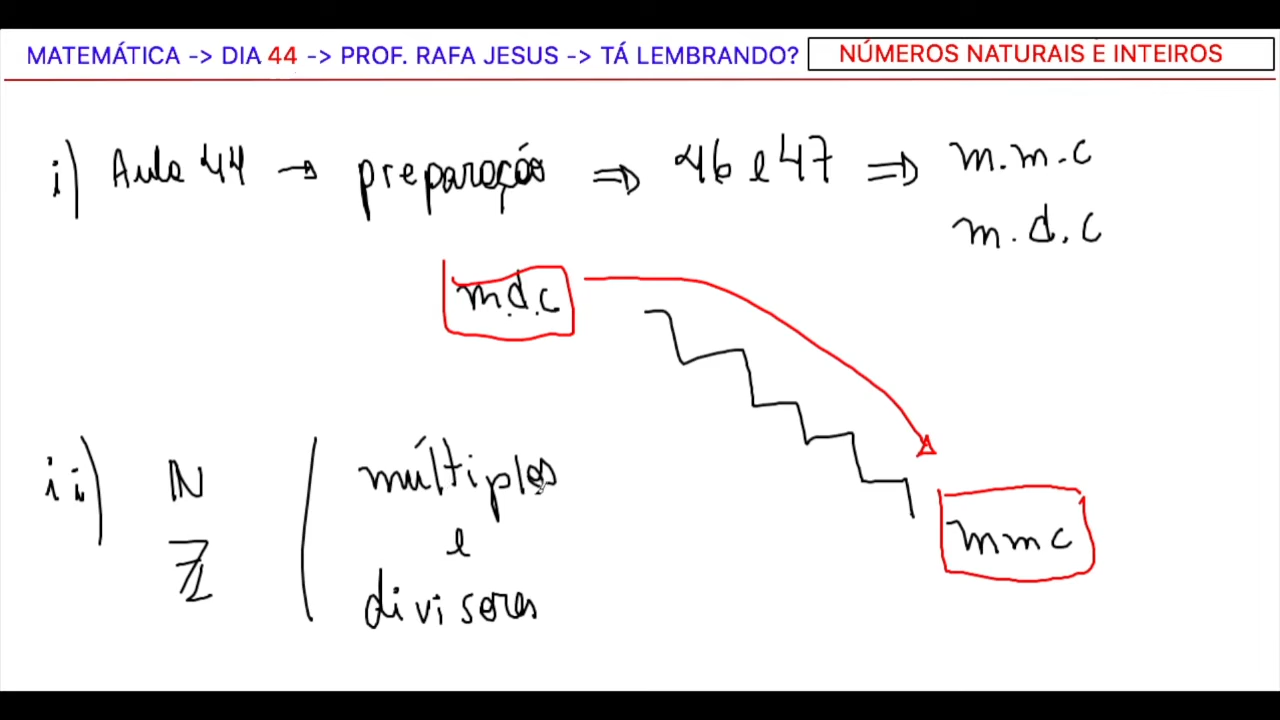 MATEMÁTICA -> DIA 44 -> PROF. RAFA JESUS -> TÁ LEMBRANDO? NÚMEROS NATURAIS E INTEIROS
i) Aula 44 → preparação ⇒ 46 e 47 ⇒ m.m.c
m.d.c
m.d.c
ii) ℕ múltiplos
e
ℤ divisores
mmc